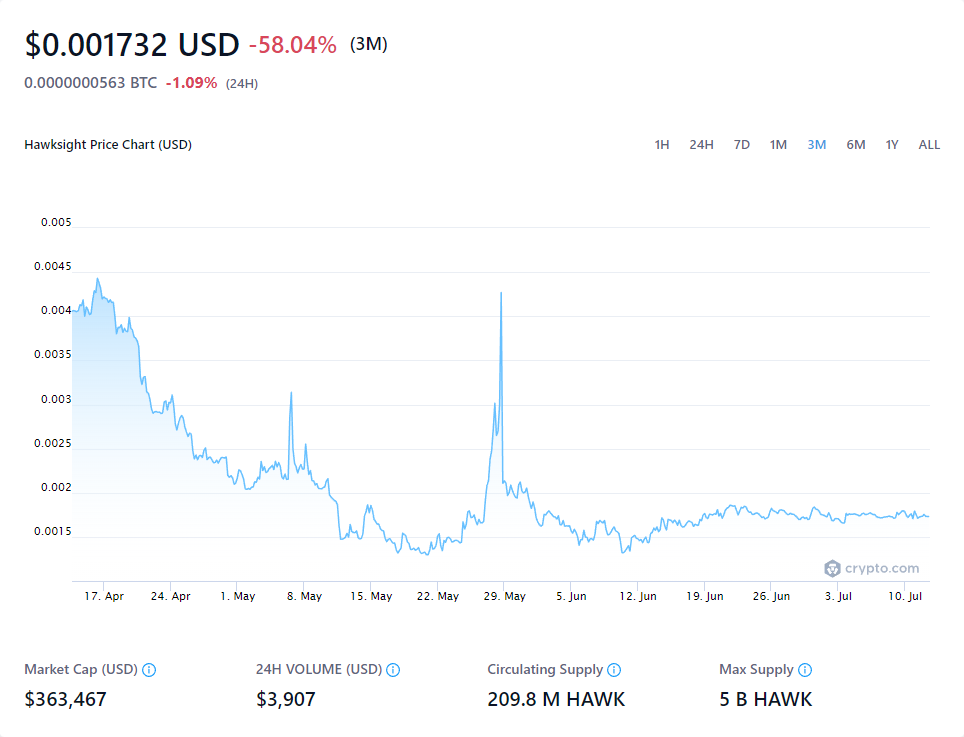 $0.001732 USD -58.04% (3M)
0.0000000563 BTC -1.09% (24H)
Hawksight Price Chart (USD) 1H 24H 7D 1M 3M 6M 1Y ALL
0.005
0.0045
0.004
0.0035
0.003
0.0025
0.002
0.0015
crypto.com
17. Apr 24. Apr 1. May 8. May 15. May 22. May 29. May 5. Jun 12. Jun 19. Jun 26. Jun 3. Jul 10. Jul
Market Cap (USD) 24H VOLUME (USD) Circulating Supply Max Supply
$363,467 $3,907 209.8 M HAWK 5 B HAWK